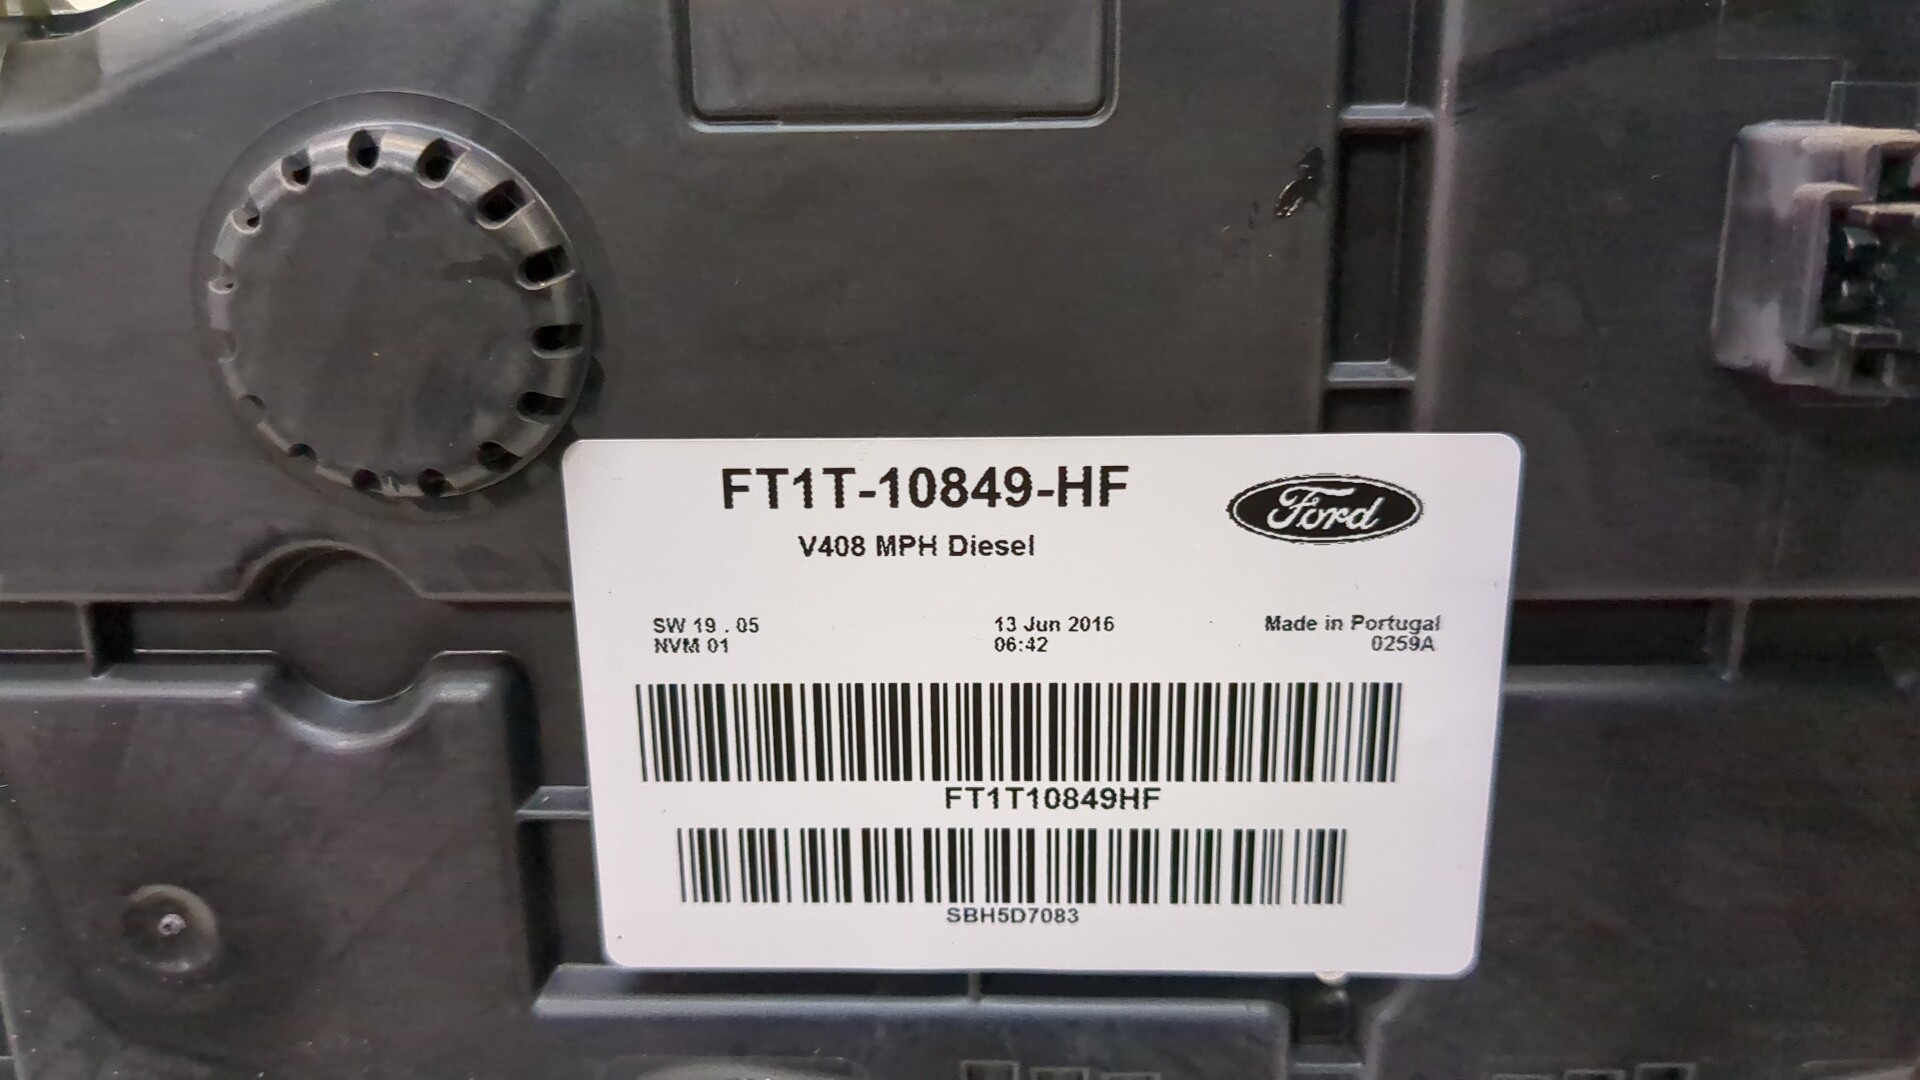 FT1T-10849-HF
Ford
V408 MPH Diesel
SW 19 . 05
13 Jun 2016
Made in Portugal
NVM 01
06:42
0259A
FT1T10849HF
SBH5D7083